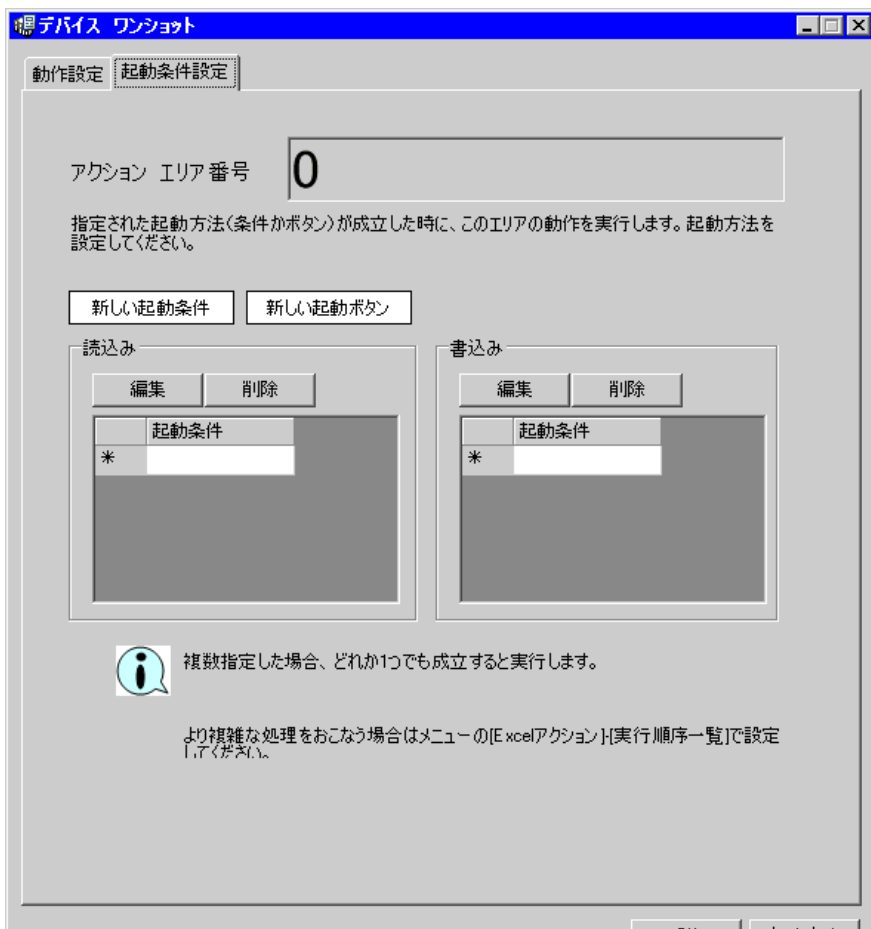 デバイス ワンショット
動作設定 起動条件設定
アクション エリア番号 0
指定された起動方法(条件かボタン)が成立した時に、このエリアの動作を実行します。起動方法を
設定してください。
新しい起動条件 新しい起動ボタン
読込み
編集 削除
起動条件
*
書込み
編集 削除
起動条件
*
複数指定した場合、どれか1つでも成立すると実行します。
より複雑な処理をおこなう場合はメニューの[Excelアクション]-[実行順序一覧]で設定
してください。